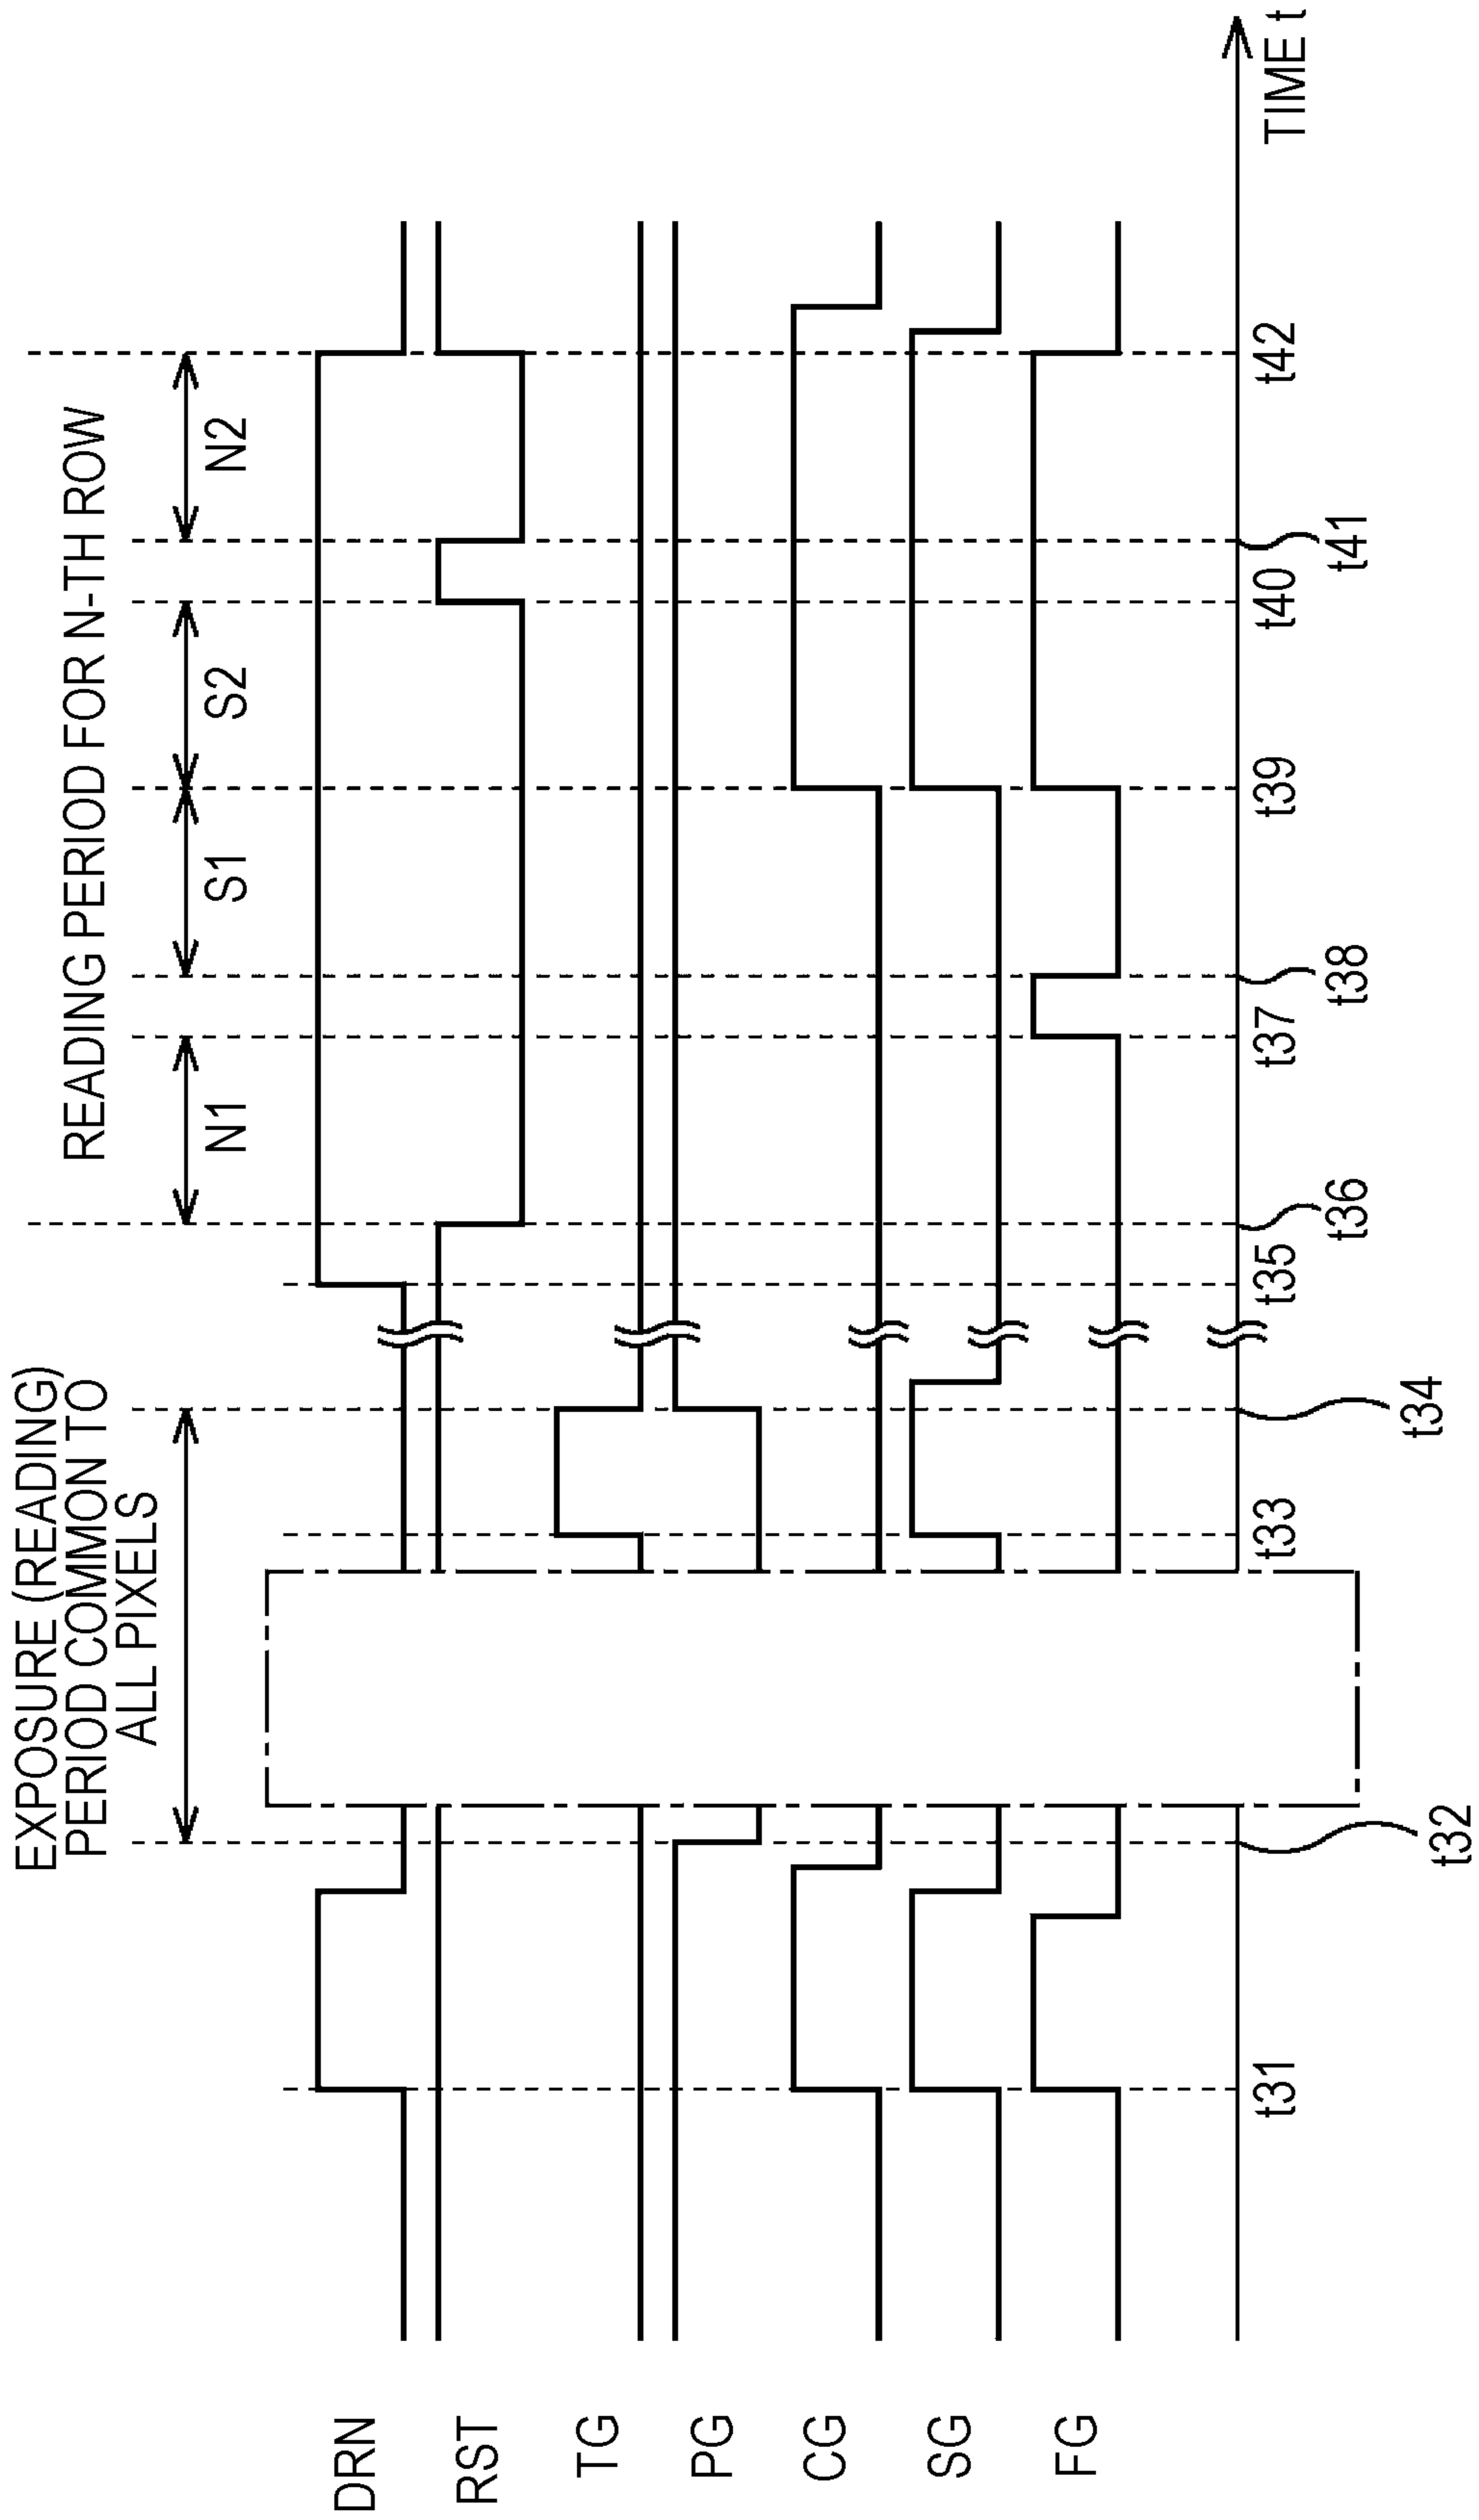 EXPOSURE (READING)
PERIOD COMMON TO
ALL PIXELS
READING PERIOD FOR N-TH ROW
N1
S1
S2
N2
DRN
RST
TG
PG
CG
SG
FG
TIME t
t31
t32
t33
t34
t35
t36
t37
t38
t39
t40
t41
t42